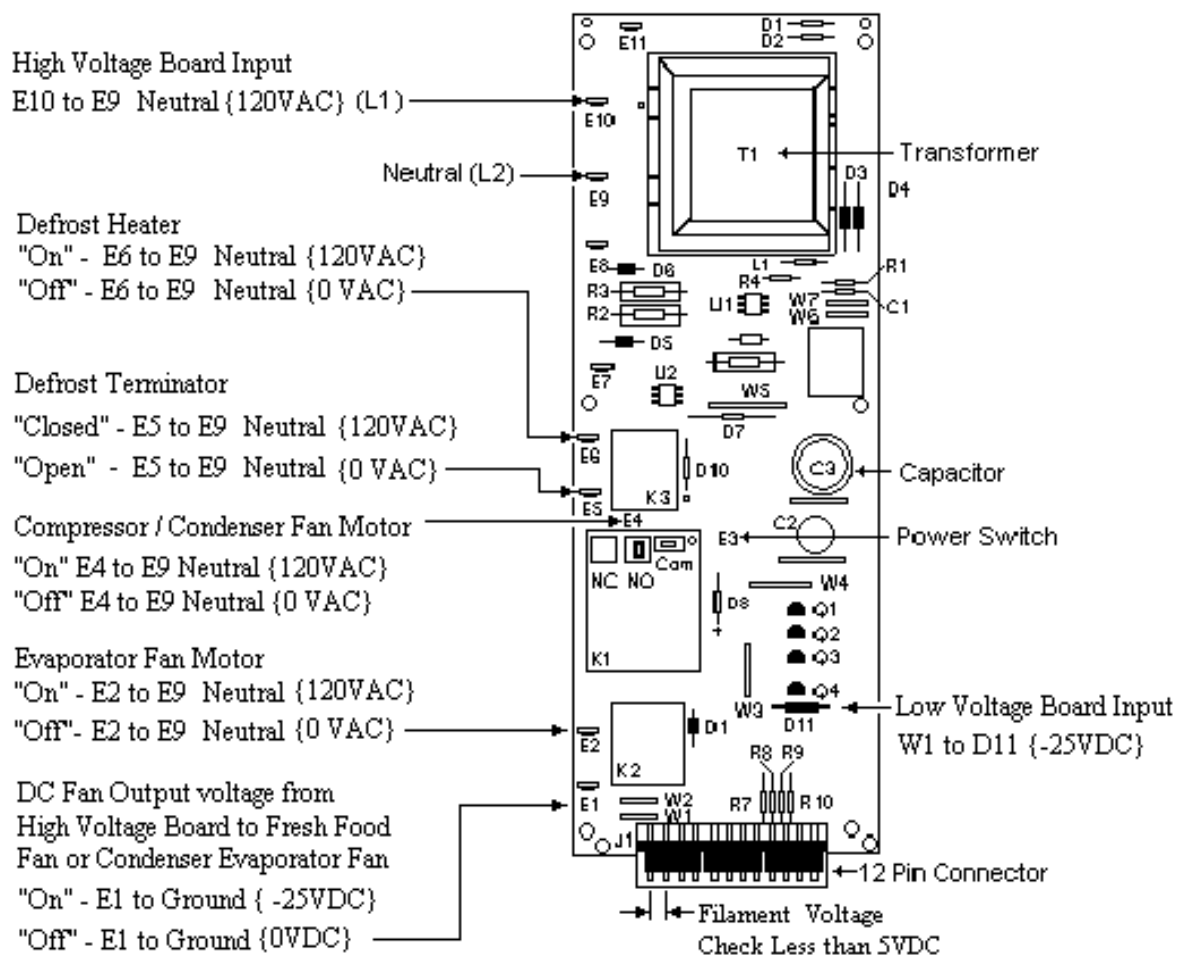 High Voltage Board Input
E10 to E9 Neutral {120VAC} (L1)
Neutral (L2)
Defrost Heater
"On" - E6 to E9 Neutral {120VAC}
"Off" - E6 to E9 Neutral {0 VAC}
Defrost Terminator
"Closed" - E5 to E9 Neutral {120VAC}
"Open" - E5 to E9 Neutral {0 VAC}
Compressor / Condenser Fan Motor
"On" E4 to E9 Neutral {120VAC}
"Off" E4 to E9 Neutral {0 VAC}
Evaporator Fan Motor
"On" - E2 to E9 Neutral {120VAC}
"Off"- E2 to E9 Neutral {0 VAC}
DC Fan Output voltage from
High Voltage Board to Fresh Food
Fan or Condenser Evaporator Fan
"On" - E1 to Ground { -25VDC}
"Off" - E1 to Ground {0VDC}
E11
D1
D2
E10
T1
E9
D3
D4
E8
D6
L1
R4
R1
R3
U1
W7
C1
R2
W6
D5
E7
U2
W5
D7
E6
D10
C3
K3
E5
E4
C2
E3
NC NO Com
W4
D8
+
Q1
Q2
Q3
K1
Q4
W3
D11
E2
D1
K2
R8 R9
E1
W2
W1
R7
R10
J1
Transformer
Capacitor
Power Switch
Low Voltage Board Input
W1 to D11 {-25VDC}
12 Pin Connector
Filament Voltage
Check Less than 5VDC